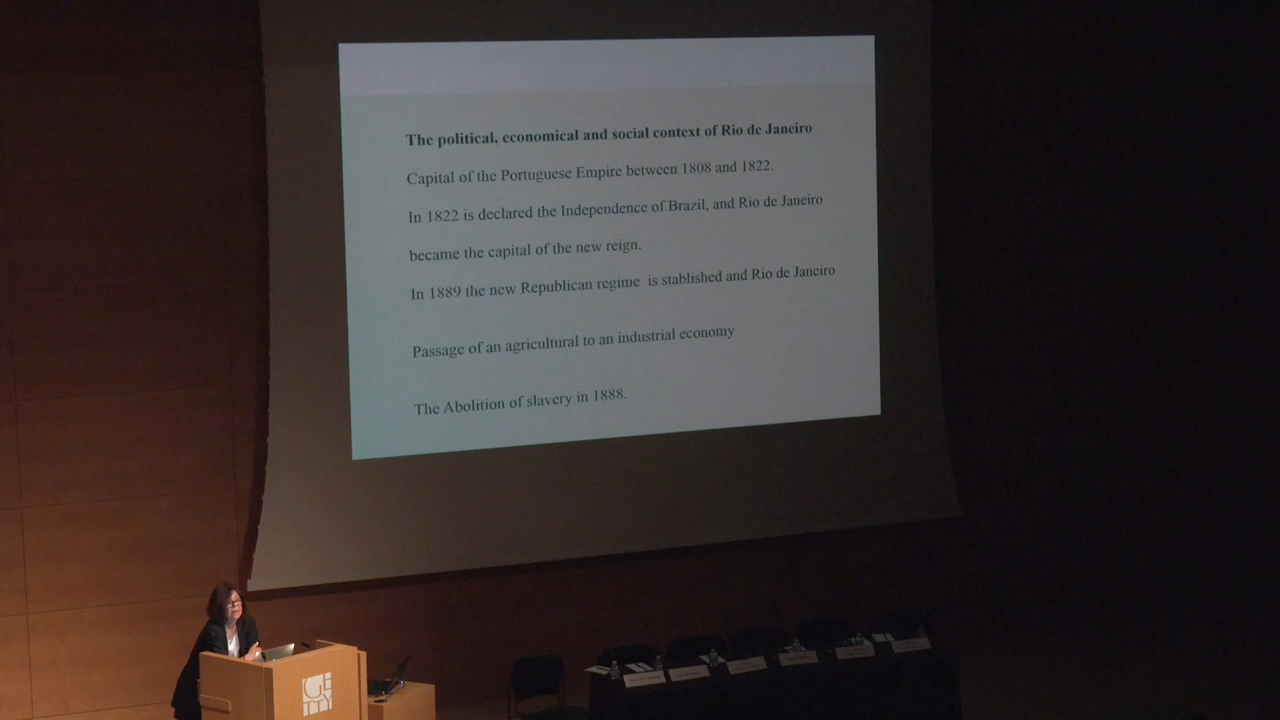 The political, economical and social context of Rio de Janeiro
Capital of the Portuguese Empire between 1808 and 1822.
In 1822 is declared the Independence of Brazil, and Rio de Janeiro
became the capital of the new reign.
In 1889 the new Republican regime is stablished and Rio de Janeiro
Passage of an agricultural to an industrial economy
The Abolition of slavery in 1888.
GETTY